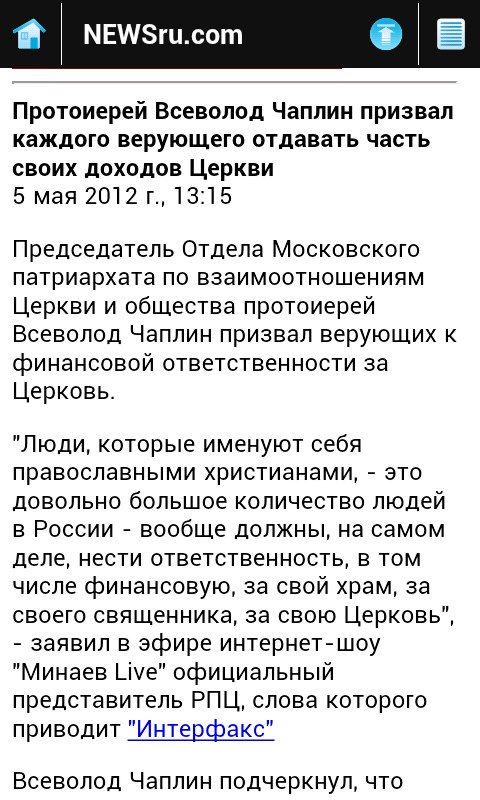 NEWSru.com
Протоиерей Всеволод Чаплин призвал
каждого верующего отдавать часть
своих доходов Церкви
5 мая 2012 г., 13:15
Председатель Отдела Московского
патриархата по взаимоотношениям
Церкви и общества протоиерей
Всеволод Чаплин призвал верующих к
финансовой ответственности за
Церковь.
"Люди, которые именуют себя
православными христианами, - это
довольно большое количество людей
в России - вообще должны, на самом
деле, нести ответственность, в том
числе финансовую, за свой храм, за
своего священника, за свою Церковь",
- заявил в эфире интернет-шоу
"Минаев Live" официальный
представитель РПЦ, слова которого
приводит "Интерфакс"
Всеволод Чаплин подчеркнул, что